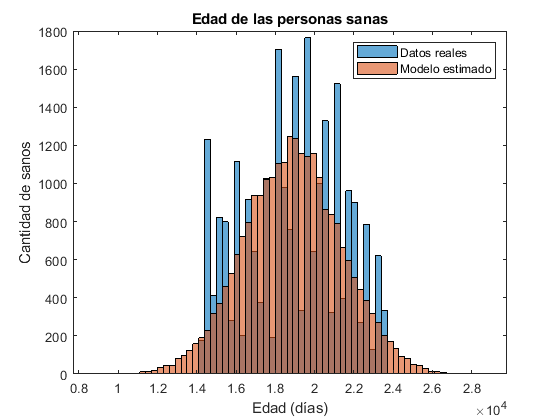 Edad de las personas sanas
Datos reales
Modelo estimado
1800
1600
1400
1200
1000
800
600
400
200
0
Cantidad de sanos
0.8 1 1.2 1.4 1.6 1.8 2 2.2 2.4 2.6 2.8
Edad (días)
×10^4